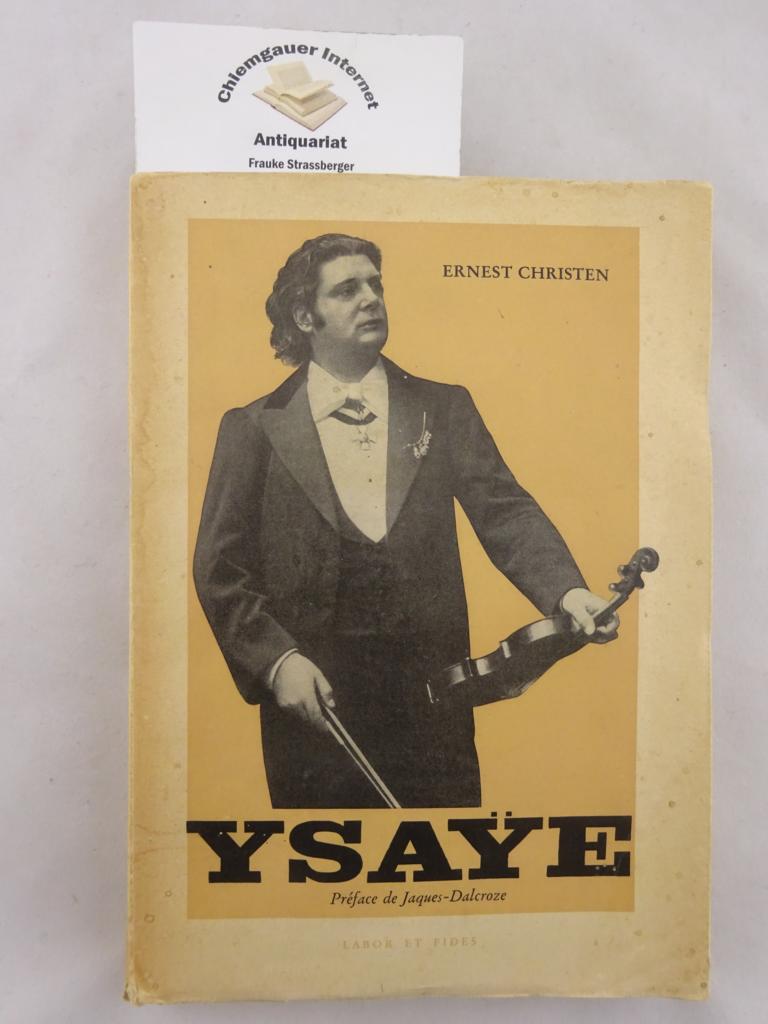 Chiemgauer Internet
Antiquariat
Frauke Strassberger
ERNEST CHRISTEN
YSAŸE
Préface de Jaques-Dalcroze
LABOR ET FIDES